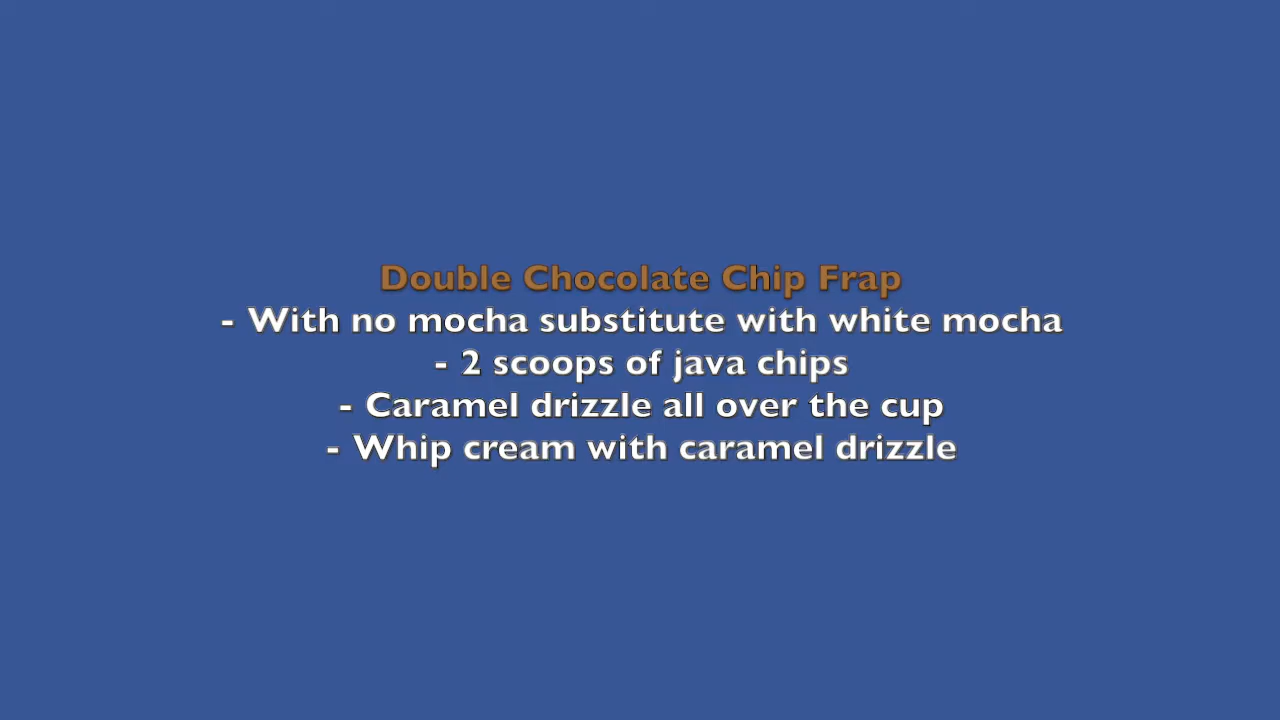 Double Chocolate Chip Frap
- With no mocha substitute with white mocha
- 2 scoops of java chips
- Caramel drizzle all over the cup
- Whip cream with caramel drizzle